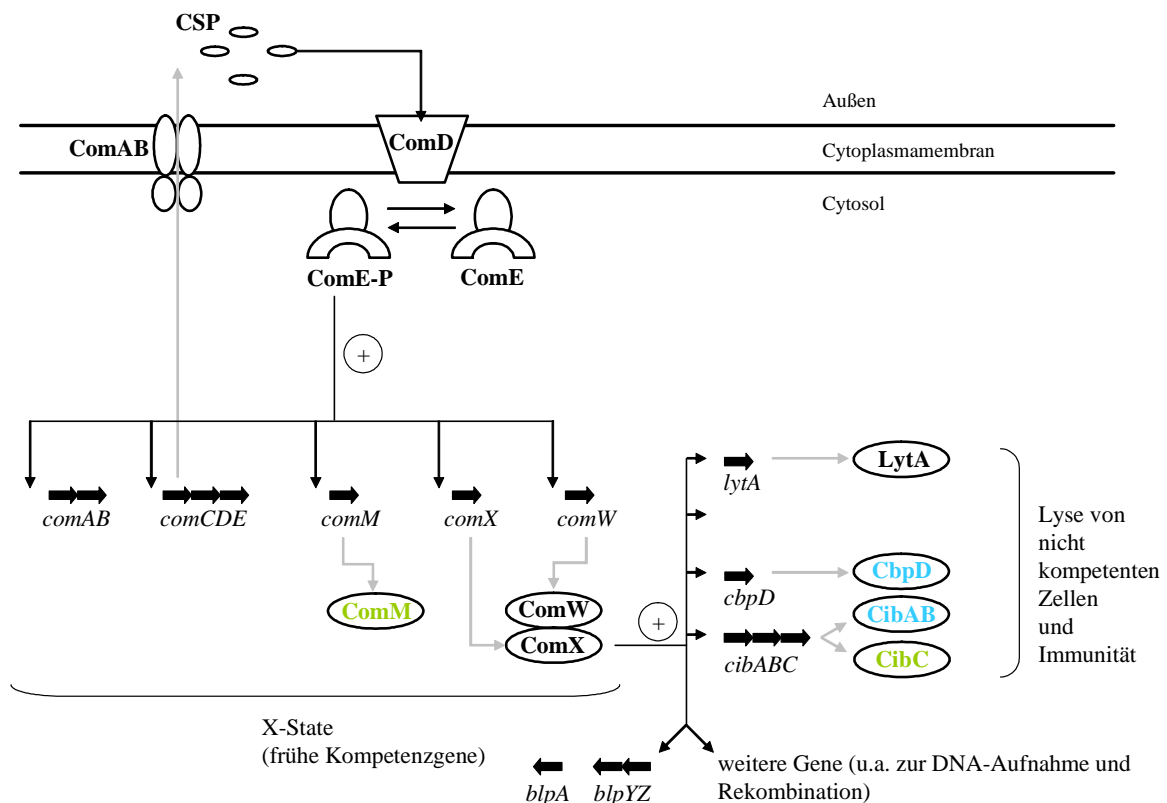 CSP
Außen
ComAB
ComD
Cytoplasmamembran
Cytosol
ComE-P
ComE
+
comAB
comCDE
comM
comX
comW
ComM
ComW
ComX
+
lytA
LytA
cbpD
CbpD
CibAB
cibABC
CibC
Lyse von
nicht
kompetenten
Zellen
und
Immunität
X-State
(frühe Kompetenzgene)
blpA
blpYZ
weitere Gene (u.a. zur DNA-Aufnahme und
Rekombination)